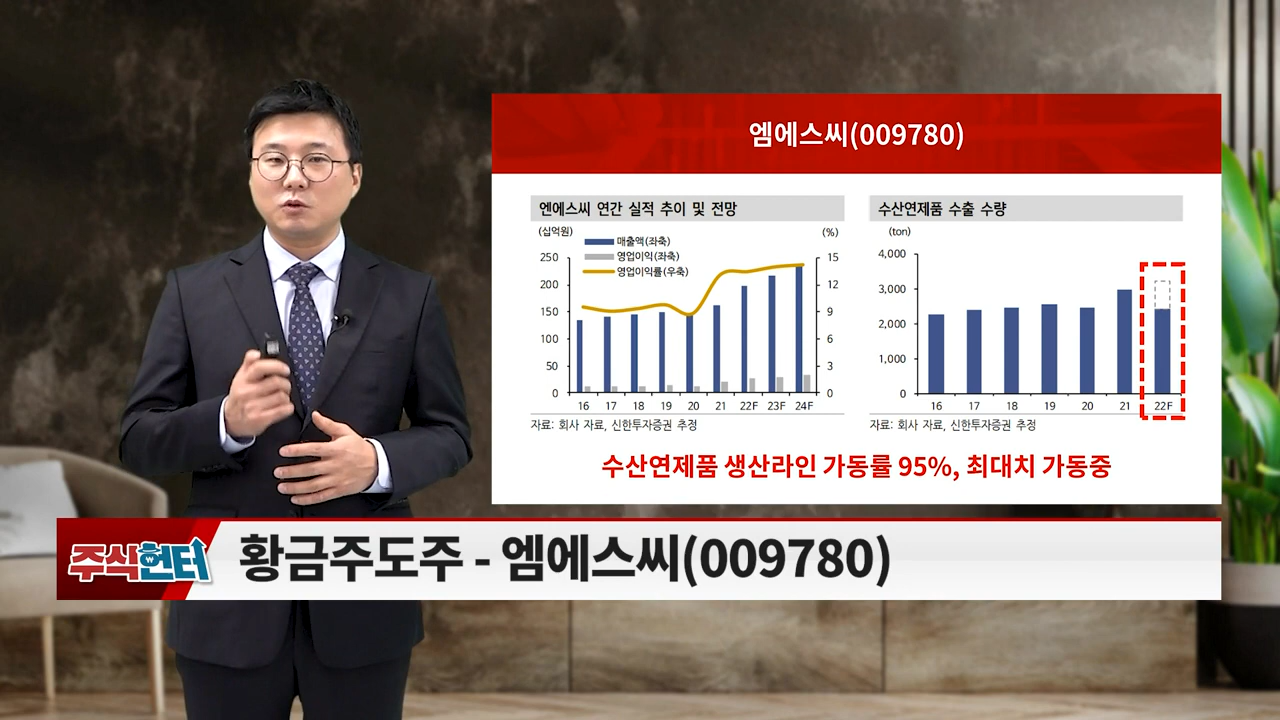 엠에스씨(009780)
엔에스씨 연간 실적 추이 및 전망
(십억원)
(%)
매출액(좌축)
영업이익(좌축)
영업이익률(우축)
250
200
150
100
50
0
15
12
9
6
3
0
16 17 18 19 20 21 22F 23F 24F
자료: 회사 자료, 신한투자증권 추정
수산연제품 수출 수량
(ton)
4,000
3,000
2,000
1,000
0
16 17 18 19 20 21 22F
자료: 회사 자료, 신한투자증권 추정
수산연제품 생산라인 가동률 95%, 최대치 가동중
주식헌터
황금주도주 - 엠에스씨(009780)